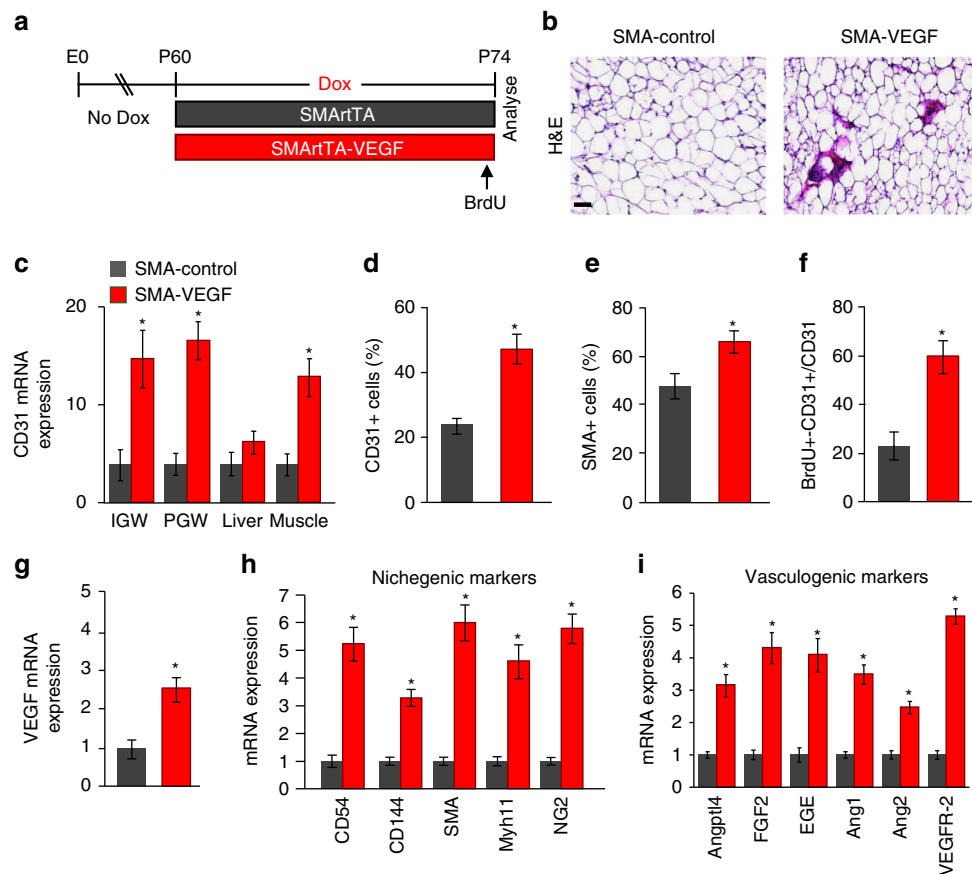 a
E0
P60
P74
Dox
No Dox
SMArtTA
SMArtTA-VEGF
Analyse
BrdU
b
SMA-control
SMA-VEGF
H&E
c
SMA-control
SMA-VEGF
CD31 mRNA
expression
20
16
12
8
4
0
IGW PGW Liver Muscle
* * *
d
CD31+ cells (%)
60
40
20
0
*
e
SMA+ cells (%)
80
60
40
20
0
*
f
BrdU+-CD31+/CD31
80
60
40
20
0
*
g
VEGF mRNA
expression
5
4
3
2
1
0
*
h
Nichegenic markers
mRNA expression
7
6
5
4
3
2
1
0
* * * * *
CD54
CD144
SMA
Myh11
NG2
i
Vasculogenic markers
mRNA expression
6
5
4
3
2
1
0
* * * * * *
Angptl4
FGF2
EGE
Ang1
Ang2
VEGFR-2